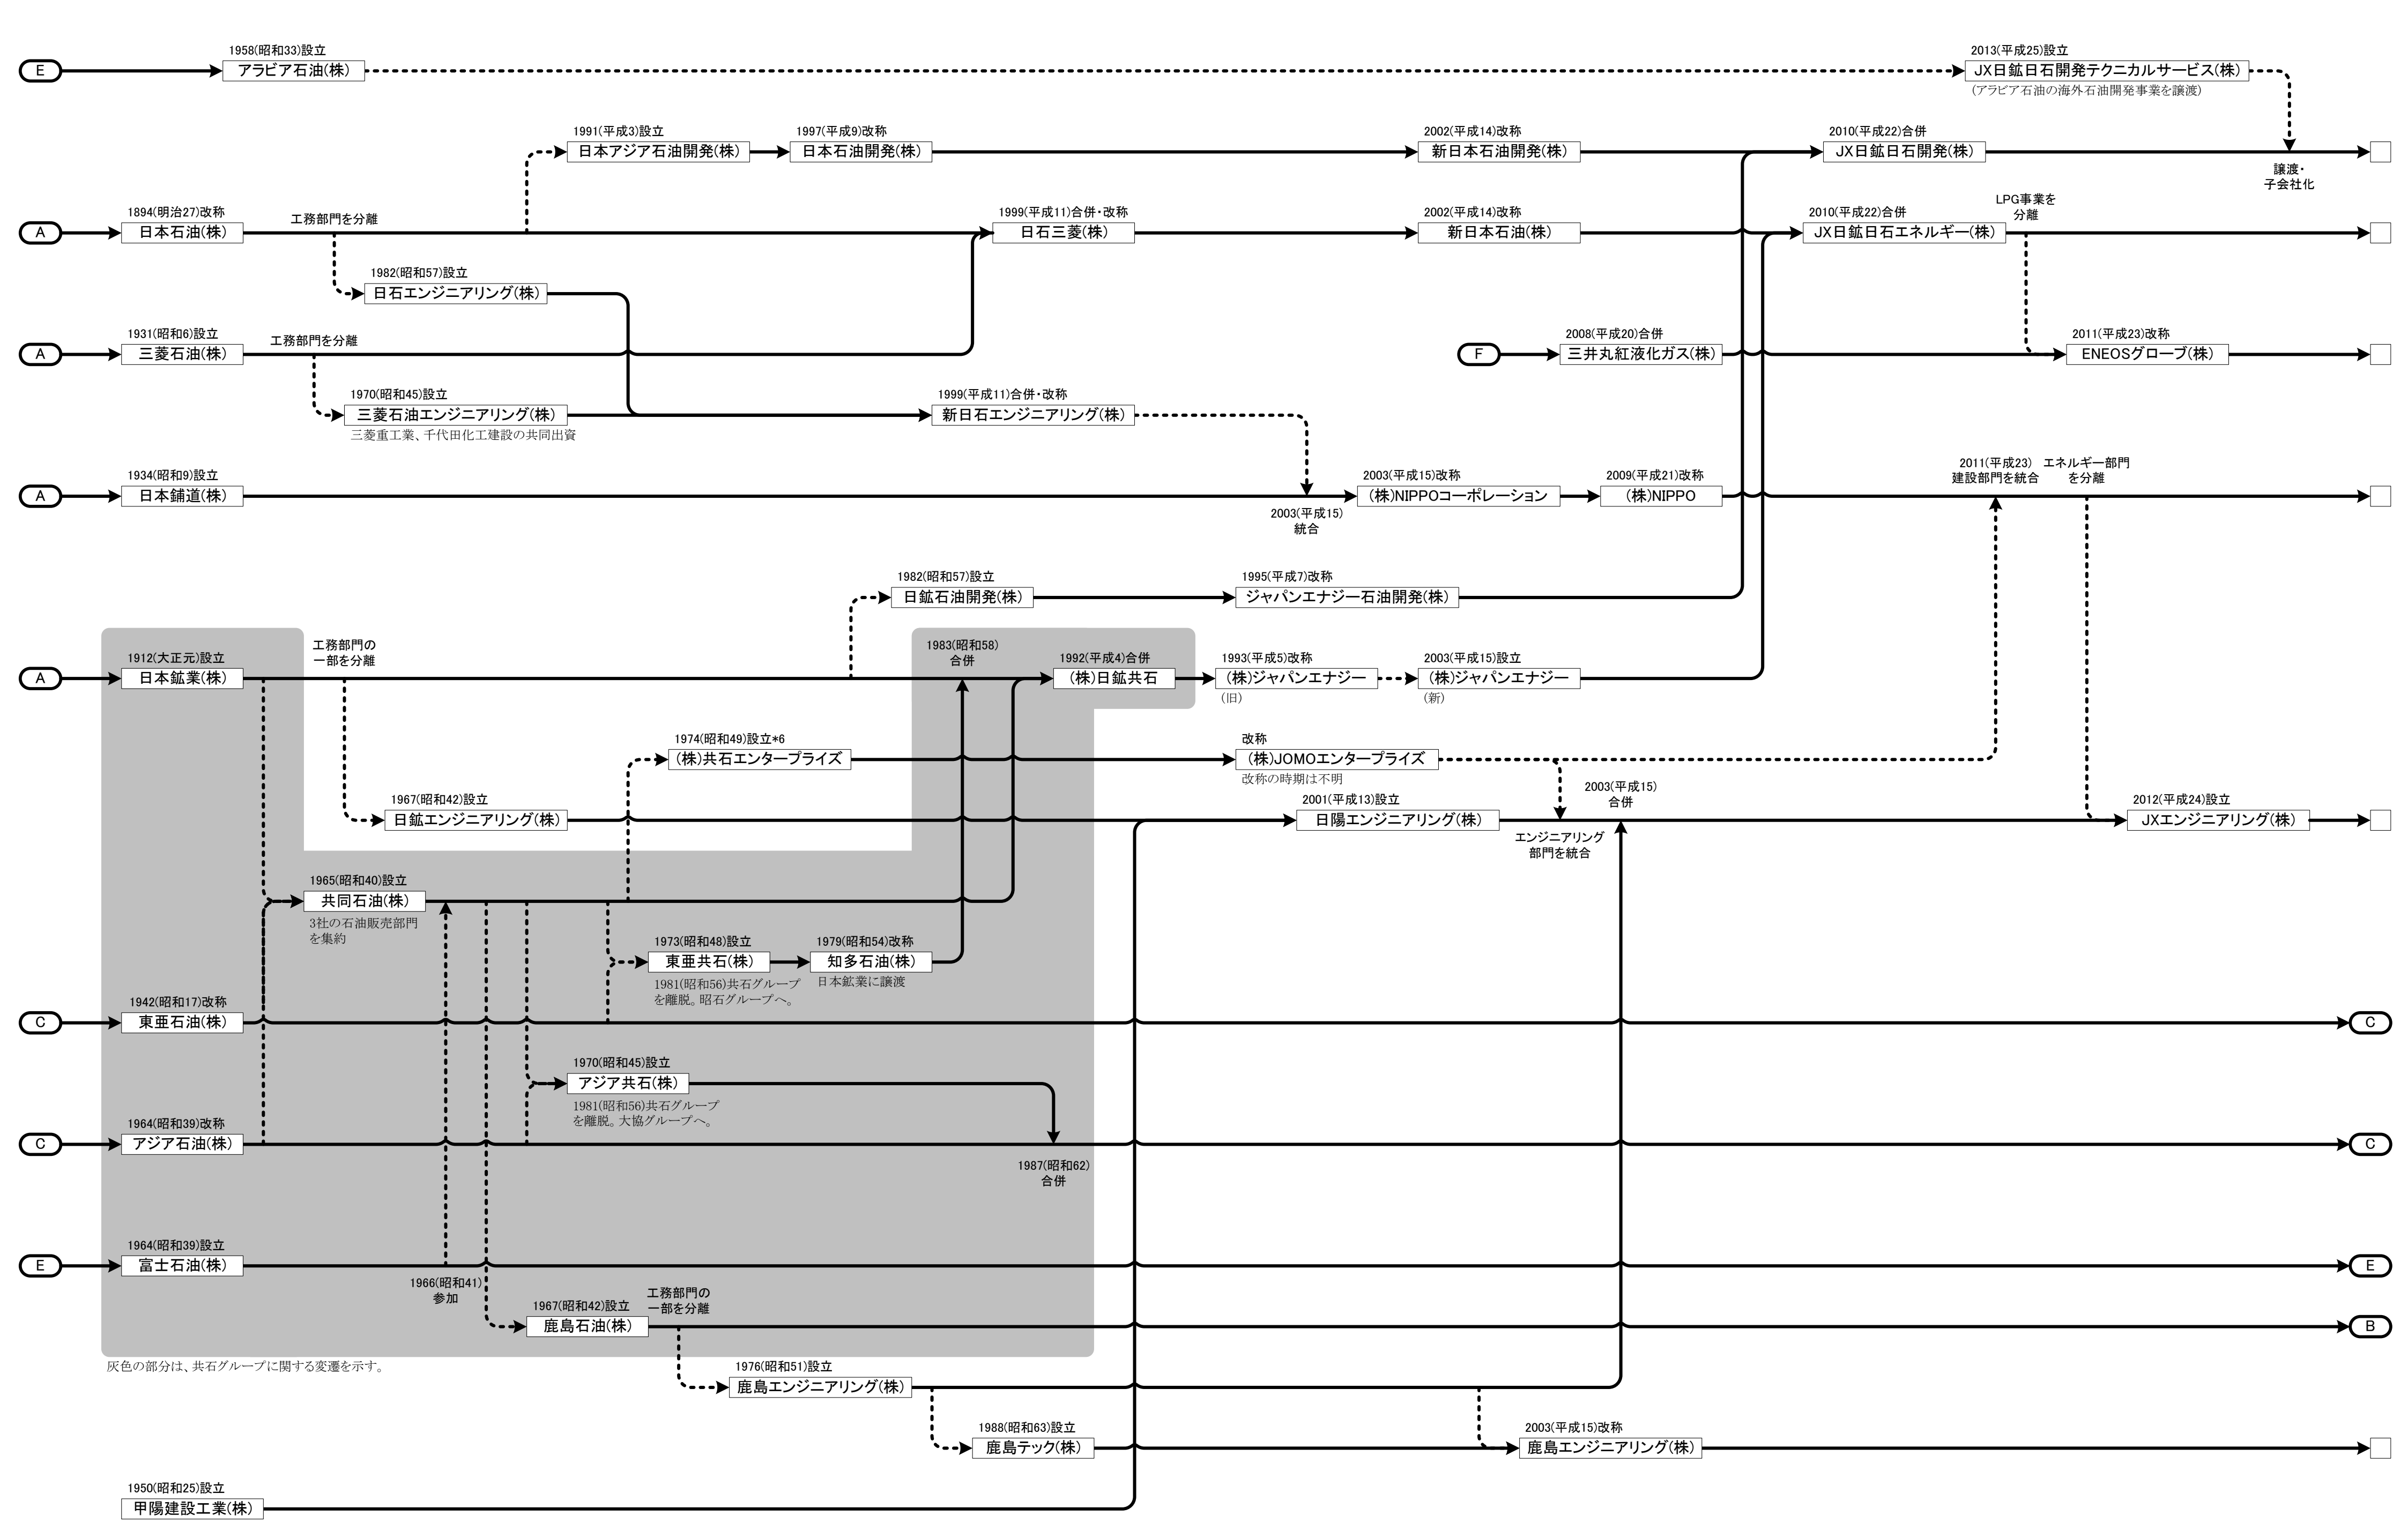 1958(昭和33)設立
2013(平成25)設立
E
アラビア石油(株)
JX日鉱日石開発テクニカルサービス(株)
(アラビア石油の海外石油開発事業を譲渡)
1991(平成3)設立
1997(平成9)改称
2002(平成14)改称
2010(平成22)合併
日本アジア石油開発(株)
日本石油開発(株)
新日本石油開発(株)
JX日鉱日石開発(株)
譲渡・
子会社化
1894(明治27)改称
工務部門を分離
1999(平成11)合併・改称
2002(平成14)改称
2010(平成22)合併
LPG事業を
分離
A
日本石油(株)
日石三菱(株)
新日本石油(株)
JX日鉱日石エネルギー(株)
1982(昭和57)設立
日石エンジニアリング(株)
1931(昭和6)設立
工務部門を分離
2008(平成20)合併
2011(平成23)改称
A
三菱石油(株)
F
三井丸紅液化ガス(株)
ENEOSグローブ(株)
1970(昭和45)設立
1999(平成11)合併・改称
三菱石油エンジニアリング(株)
新日石エンジニアリング(株)
三菱重工業、千代田化工建設の共同出資
1934(昭和9)設立
2003(平成15)改称
2009(平成21)改称
2011(平成23)
建設部門を統合
エネルギー部門
を分離
A
日本鋪道(株)
(株)NIPPOコーポレーション
(株)NIPPO
2003(平成15)
統合
1982(昭和57)設立
1995(平成7)改称
日鉱石油開発(株)
ジャパンエナジー石油開発(株)
1912(大正元)設立
工務部門の
一部を分離
1983(昭和58)
合併
1992(平成4)合併
1993(平成5)改称
2003(平成15)設立
A
日本鉱業(株)
(株)日鉱共石
(株)ジャパンエナジー
(株)ジャパンエナジー
(旧)
(新)
1974(昭和49)設立*6
改称
(株)共石エンタープライズ
(株)JOMOエンタープライズ
改称の時期は不明
1967(昭和42)設立
2001(平成13)設立
2003(平成15)
合併
2012(平成24)設立
日鉱エンジニアリング(株)
日陽エンジニアリング(株)
JXエンジニアリング(株)
エンジニアリング
部門を統合
1965(昭和40)設立
共同石油(株)
3社の石油販売部門
を集約
1973(昭和48)設立
1979(昭和54)改称
東亜共石(株)
知多石油(株)
1981(昭和56)共石グループ
を離脱。昭石グループへ。
日本鉱業に譲渡
1942(昭和17)改称
C
東亜石油(株)
C
1970(昭和45)設立
アジア共石(株)
1981(昭和56)共石グループ
を離脱。大協グループへ。
1964(昭和39)改称
C
アジア石油(株)
C
1987(昭和62)
合併
1964(昭和39)設立
E
富士石油(株)
E
1966(昭和41)
参加
1967(昭和42)設立
工務部門の
一部を分離
鹿島石油(株)
B
灰色の部分は、共石グループに関する変遷を示す。
1976(昭和51)設立
鹿島エンジニアリング(株)
1988(昭和63)設立
2003(平成15)改称
鹿島テック(株)
鹿島エンジニアリング(株)
1950(昭和25)設立
甲陽建設工業(株)